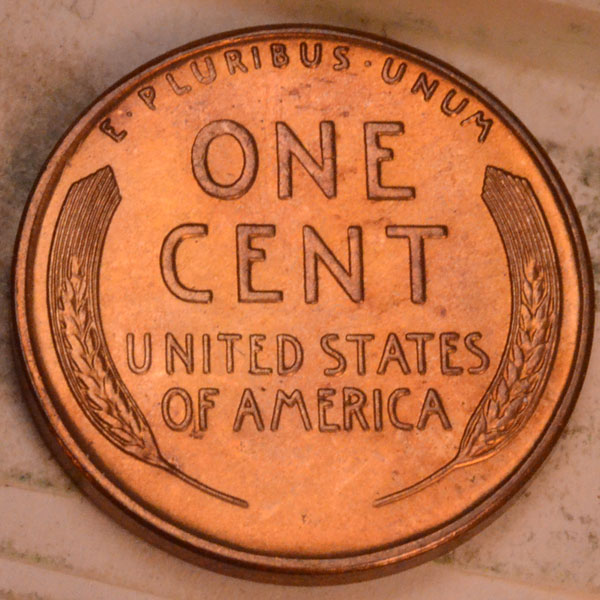 E·PLURIBUS·UNUM
ONE
CENT
UNITED STATES
OF AMERICA